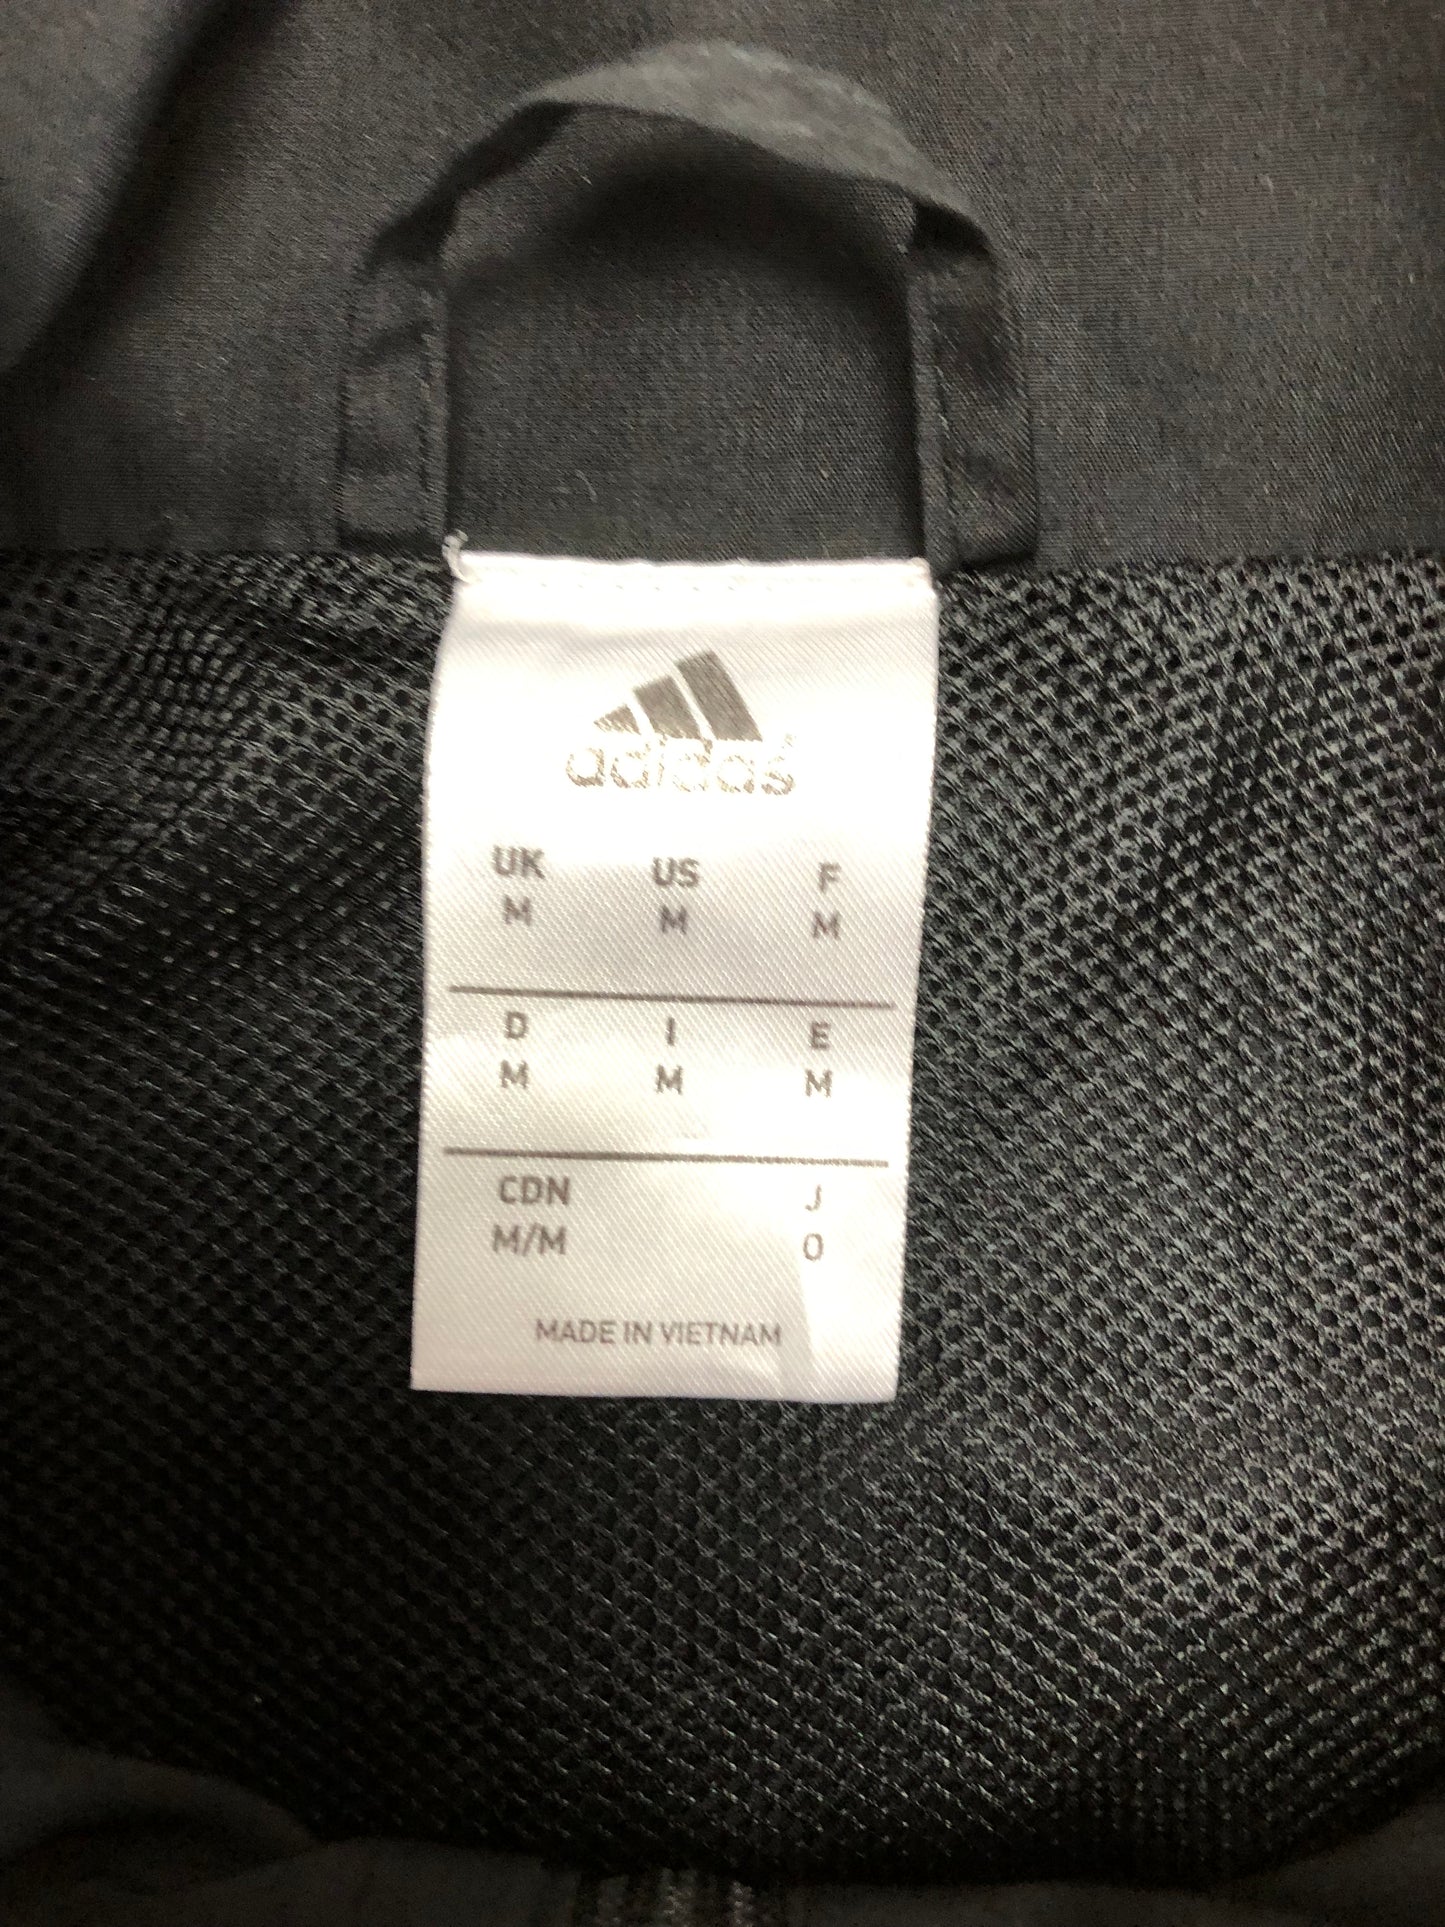 adidas
UK US F
M M M
D I E
M M M
CDN J
M/M O
MADE IN VIETNAM